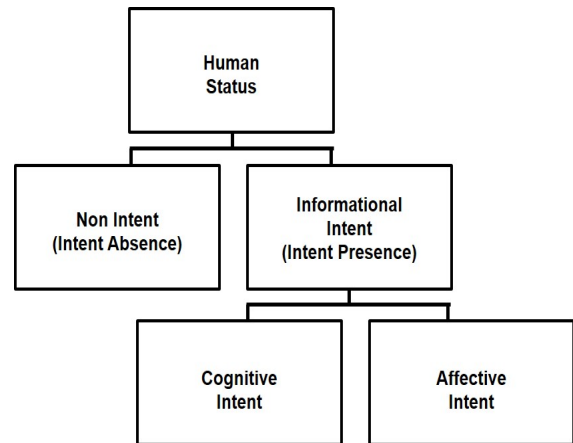 Human
Status
Non Intent
(Intent Absence)
Informational
Intent
(Intent Presence)
Cognitive
Intent
Affective
Intent